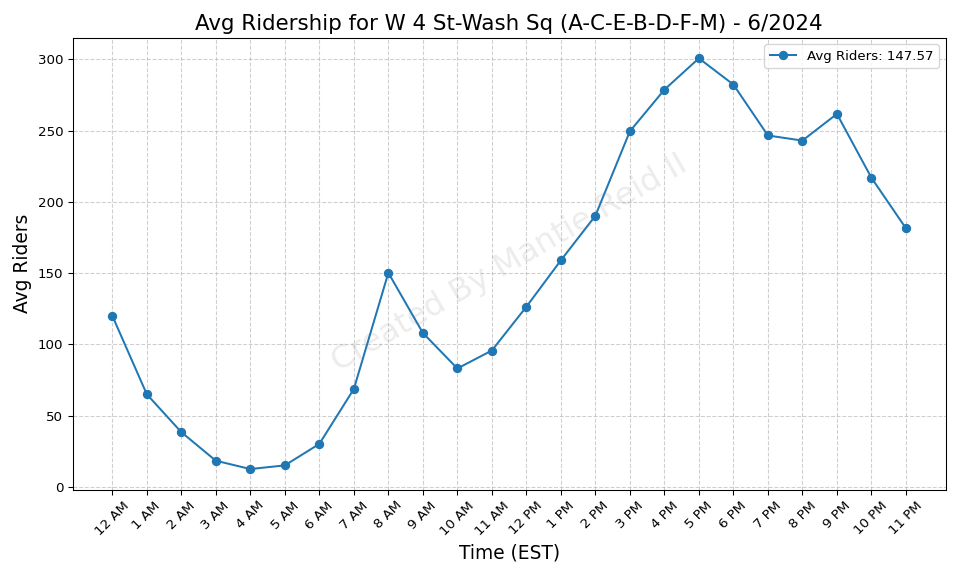 Avg Ridership for W 4 St-Wash Sq (A-C-E-B-D-F-M) - 6/2024
Avg Riders: 147.57
300
250
200
150
100
50
0
Avg Riders
Created By Mantie Reid II
12 AM
1 AM
2 AM
3 AM
4 AM
5 AM
6 AM
7 AM
8 AM
9 AM
10 AM
11 AM
12 PM
1 PM
2 PM
3 PM
4 PM
5 PM
6 PM
7 PM
8 PM
9 PM
10 PM
11 PM
Time (EST)